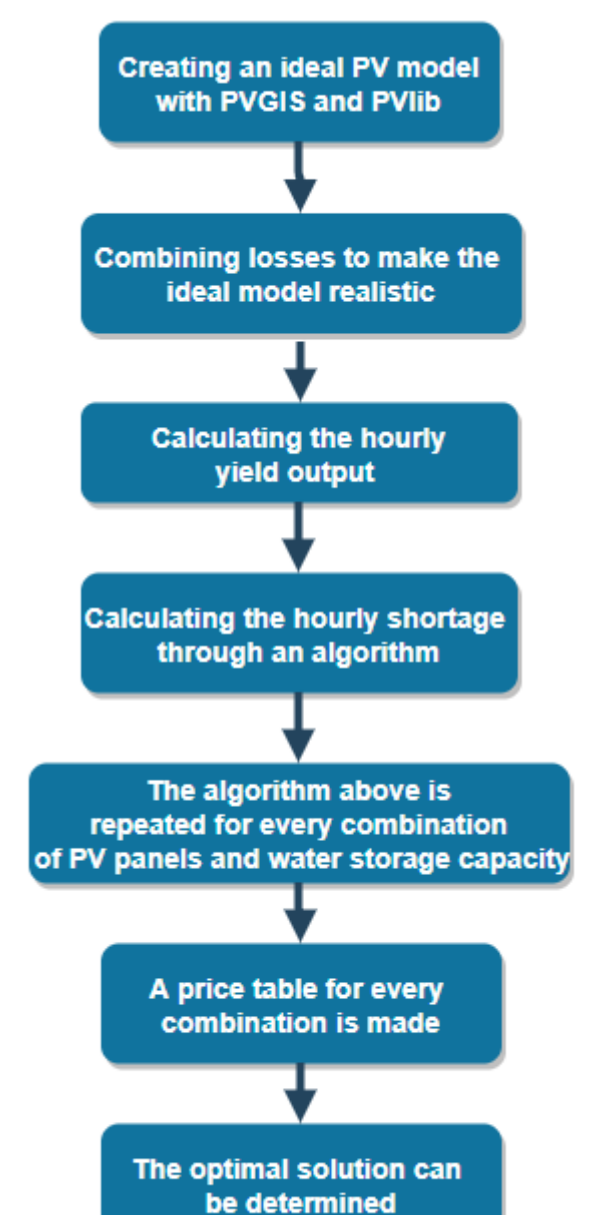 Creating an ideal PV model
with PVGIS and PVlib
Combining losses to make the
ideal model realistic
Calculating the hourly
yield output
Calculating the hourly shortage
through an algorithm
The algorithm above is
repeated for every combination
of PV panels and water storage capacity
A price table for every
combination is made
The optimal solution can
be determined